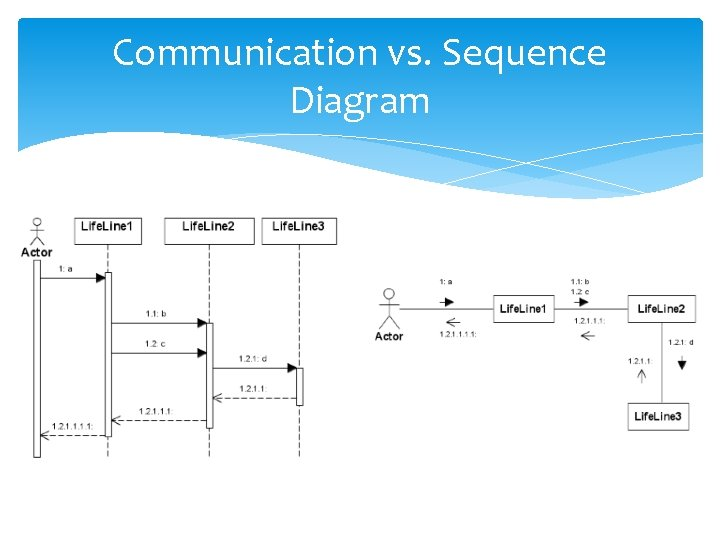 Communication vs. Sequence
Diagram
Life.Line1
Life.Line2
Life.Line3
Actor
1: a
1.1: b
1.2: c
1.2.1: d
1.2.1.1:
1.2.1.1.1:
1.2.1.1.1.1:
1: a
1.1: b
1.2: c
Life.Line1
Life.Line2
1.2.1.1.1:
Actor
1.2.1.1.1.1:
1.2.1: d
1.2.1.1:
Life.Line3